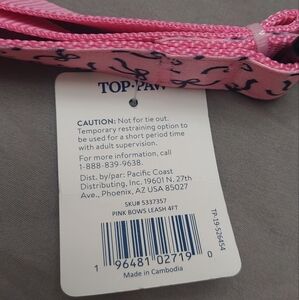 TOP·PAW
CAUTION: Not for tie out.
Temporary restraining option to
be used for a short period time
with adult supervision.
For more information, call
1-888-839-9638.
Dist. by/par: Pacific Coast
Distributing, Inc, 19601 N. 27th
Ave., Phoenix, AZ USA 85027
SKU# 5337357
PINK BOWS LEASH 4FT
1 96481 02719 0
Made in Cambodia
TP-19-526454